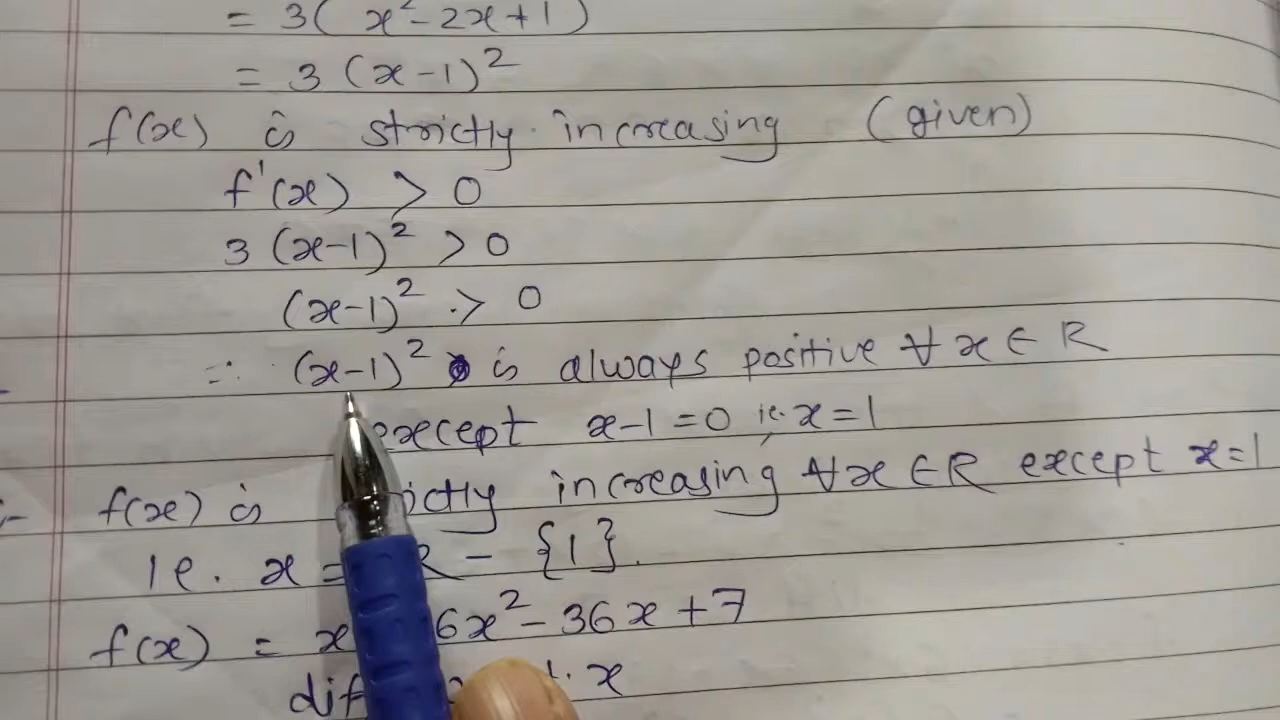 = 3( x²-2x+1)
= 3 (x-1)²
f(x) is strictly increasing (given)
f'(x) > 0
3 (x-1)² > 0
(x-1)² > 0
∴ (x-1)² is always positive ∀ x ∈ R
except x-1=0 i.e. x=1
f(x) is increasing ∀x ∈ R except x=1
ie. x = R - {1}.
f(x) = x 6x²-36x+7
x